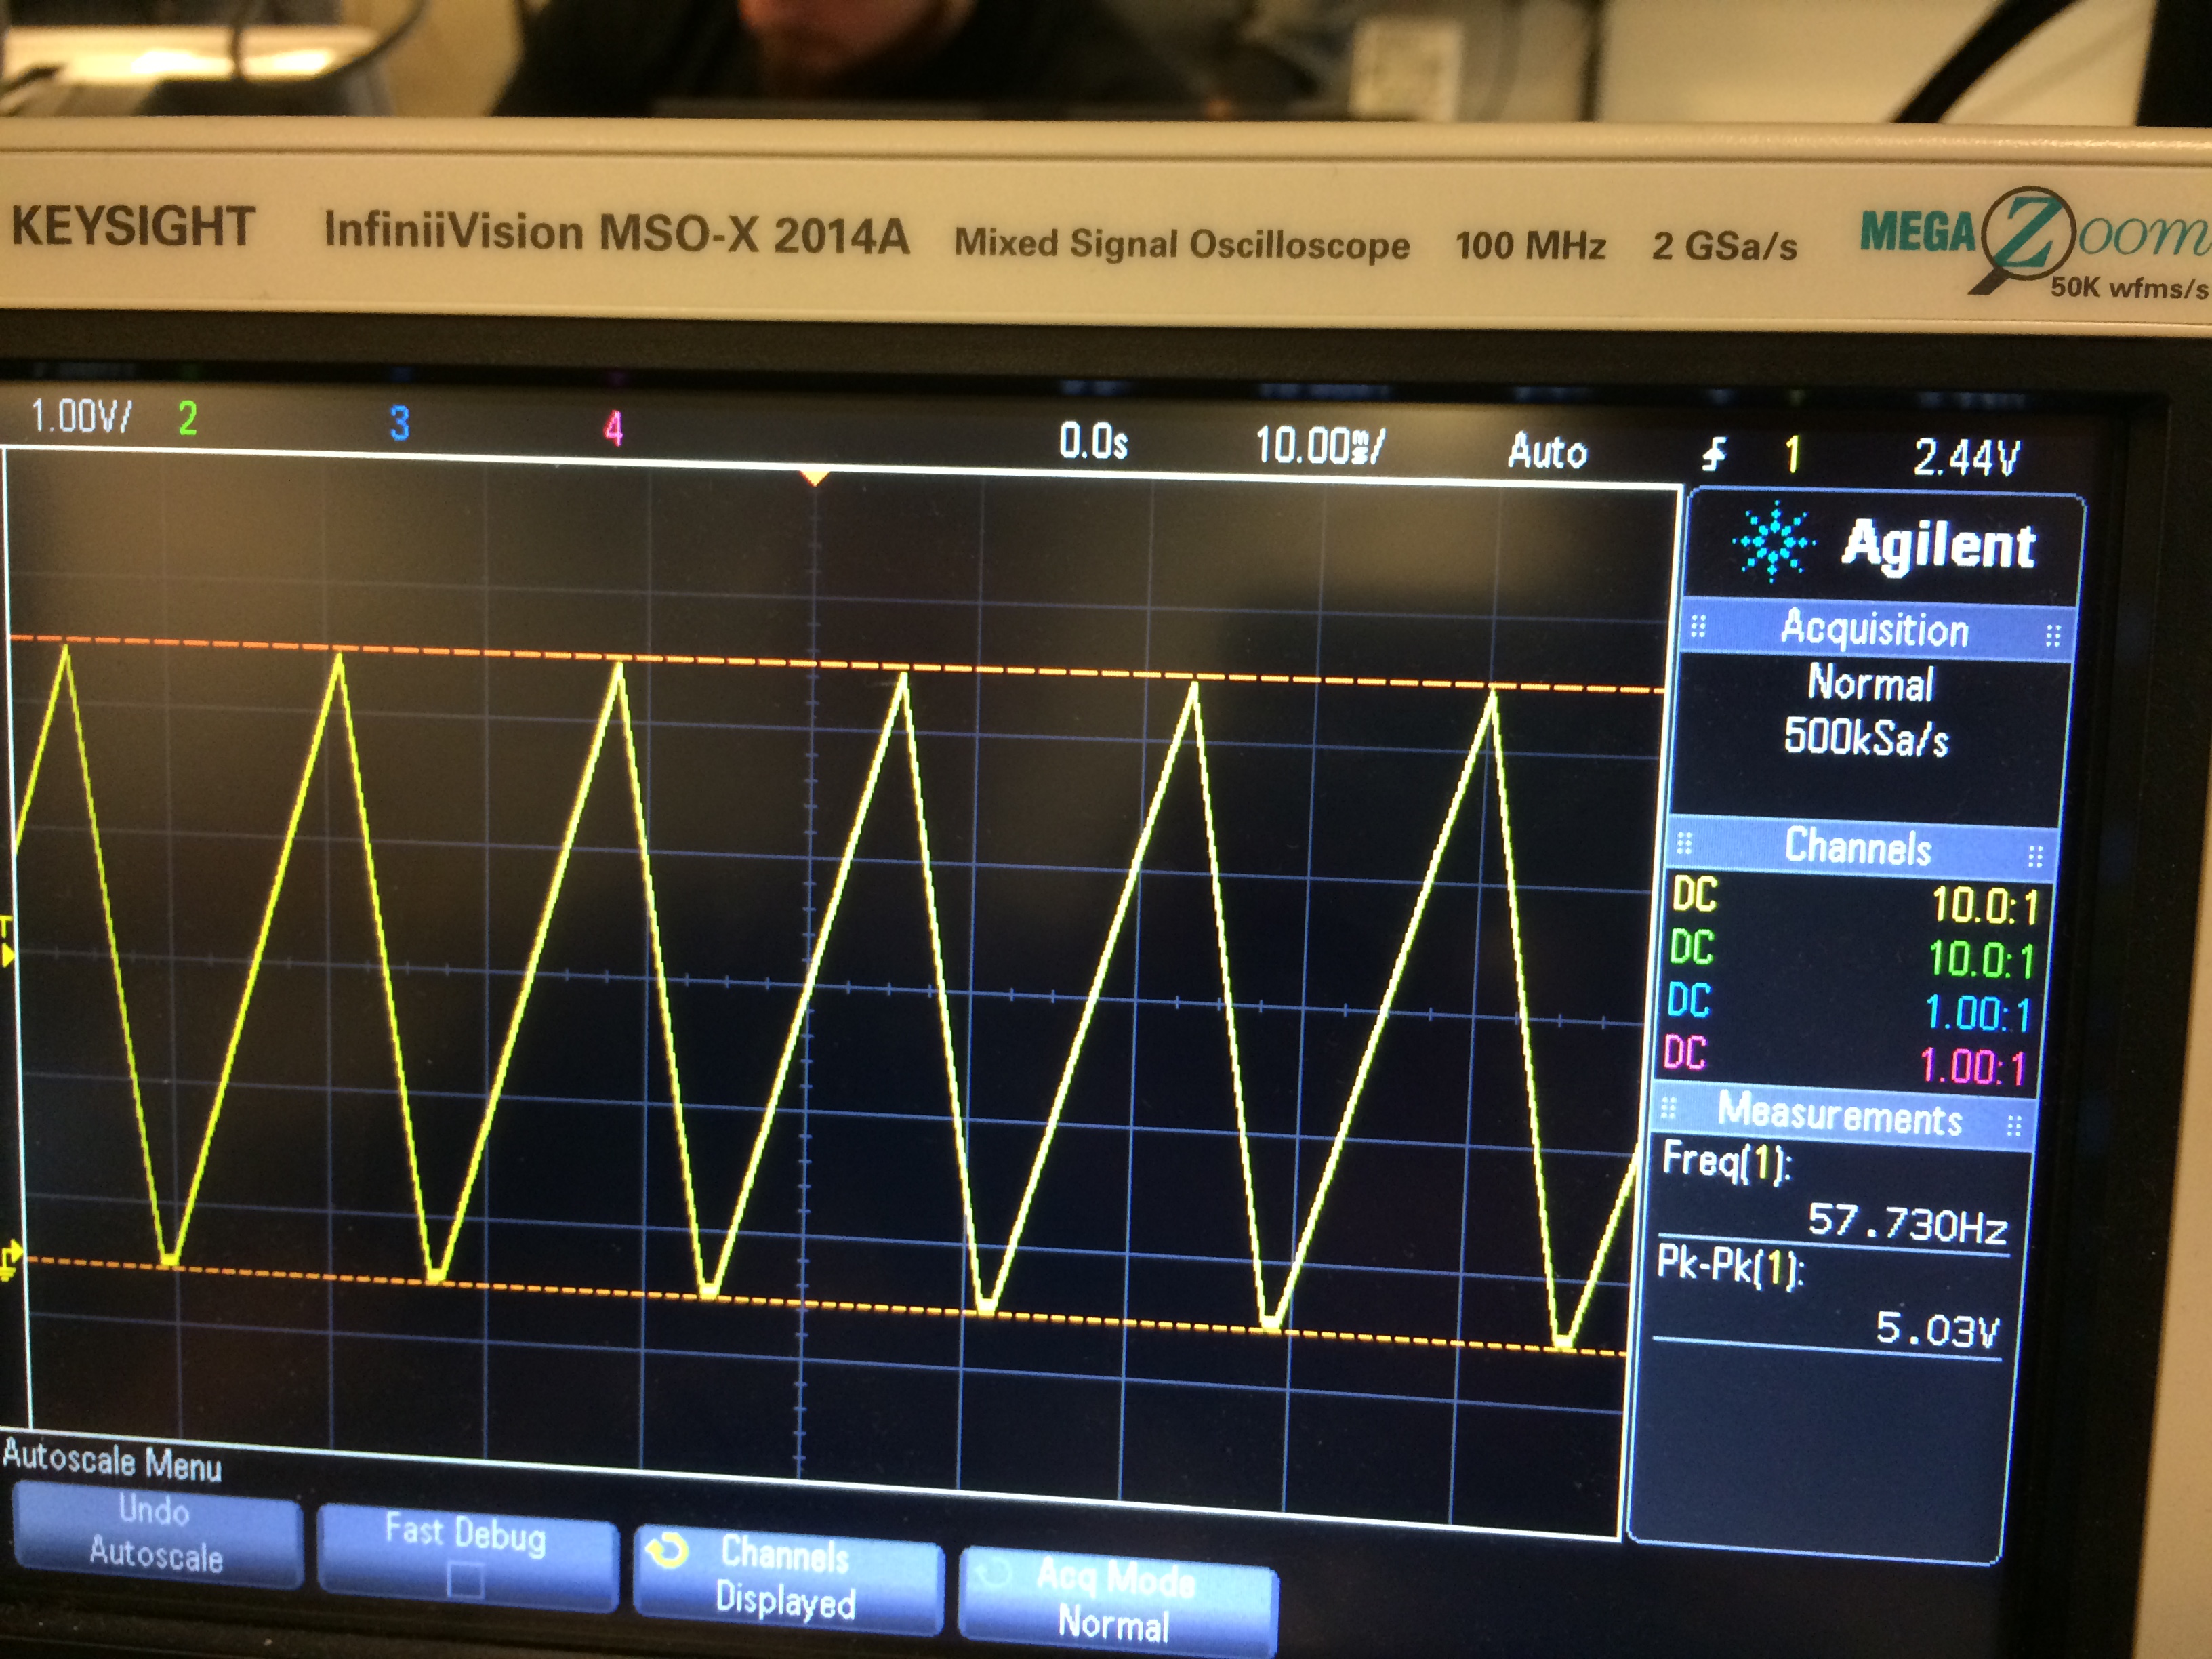 KEYSIGHT InfiniiVision MSO-X 2014A Mixed Signal Oscilloscope 100 MHz 2 GSa/s MEGA Zoom
50K wfms/s
1.00V/ 2 3 4 0.0s 10.00ms/ Auto 1 2.44V
Agilent
Acquisition
Normal
500kSa/s
Channels
DC 10.0:1
DC 10.0:1
DC 1.00:1
DC 1.00:1
Measurements
Freq(1):
57.730Hz
Pk-Pk(1):
5.03V
T
Autoscale Menu
Undo
Autoscale
Fast Debug
Channels
Displayed
Acq Mode
Normal